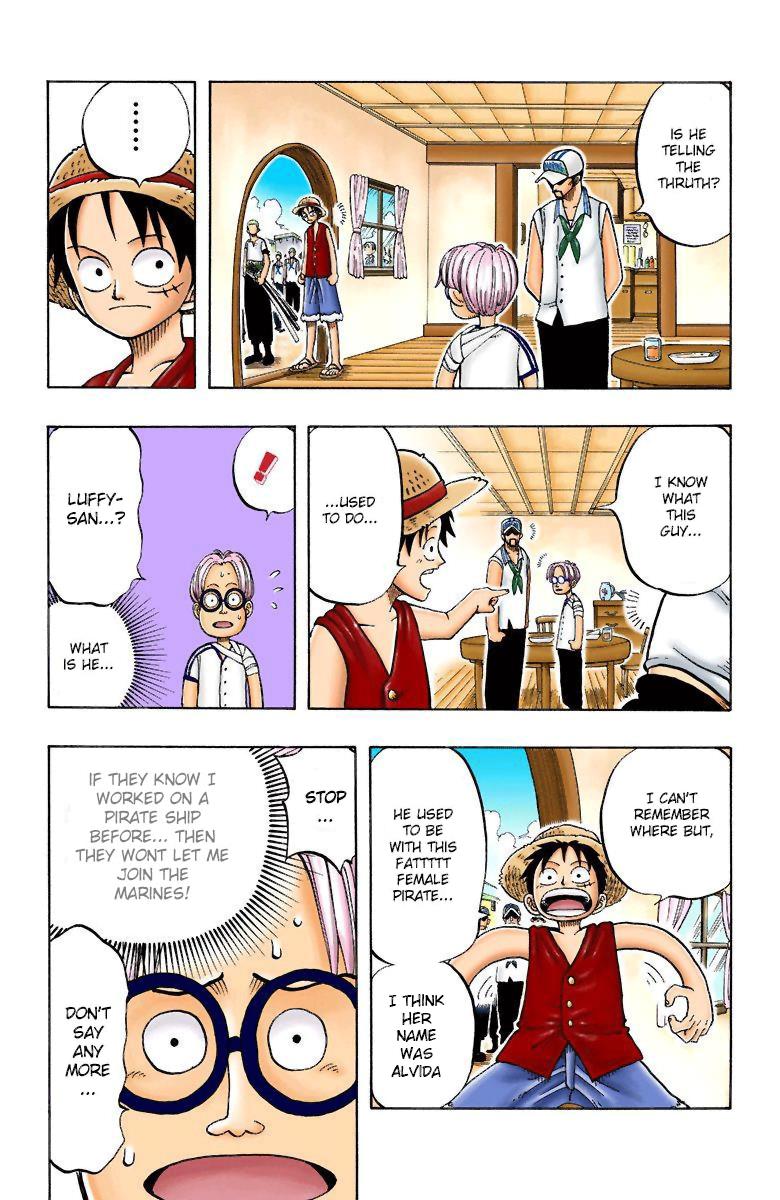 IS HE
TELLING
THE
THRUTH?
......
I KNOW
WHAT
THIS
GUY...
...USED
TO DO...
!
LUFFY-
SAN...?
WHAT
IS HE...
I CAN'T
REMEMBER
WHERE BUT,
HE USED
TO BE
WITH THIS
FATTTTT
FEMALE
PIRATE...
I THINK
HER
NAME
WAS
ALVIDA
STOP
...
IF THEY KNOW I
WORKED ON A
PIRATE SHIP
BEFORE... THEN
THEY WONT LET ME
JOIN THE
MARINES!
DON'T
SAY
ANY
MORE
...